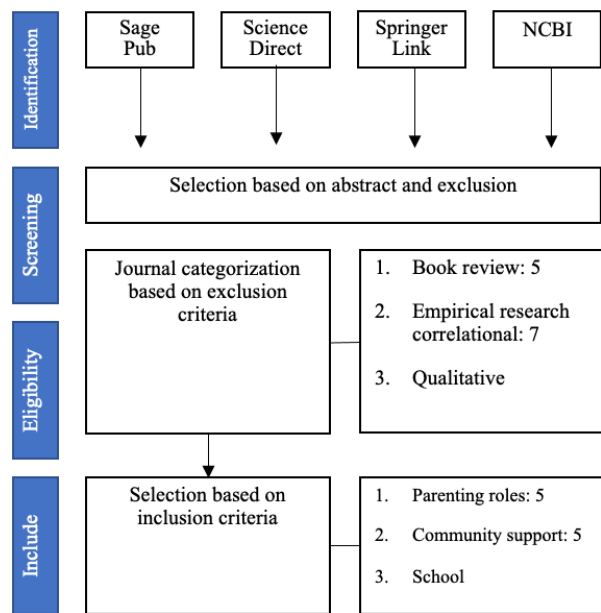 Identification
Sage
Pub
Science
Direct
Springer
Link
NCBI
Screening
Selection based on abstract and exclusion
Journal categorization
based on exclusion
criteria
1. Book review: 5
2. Empirical research
correlational: 7
3. Qualitative
Eligibility
Include
Selection based on
inclusion criteria
1. Parenting roles: 5
2. Community support: 5
3. School